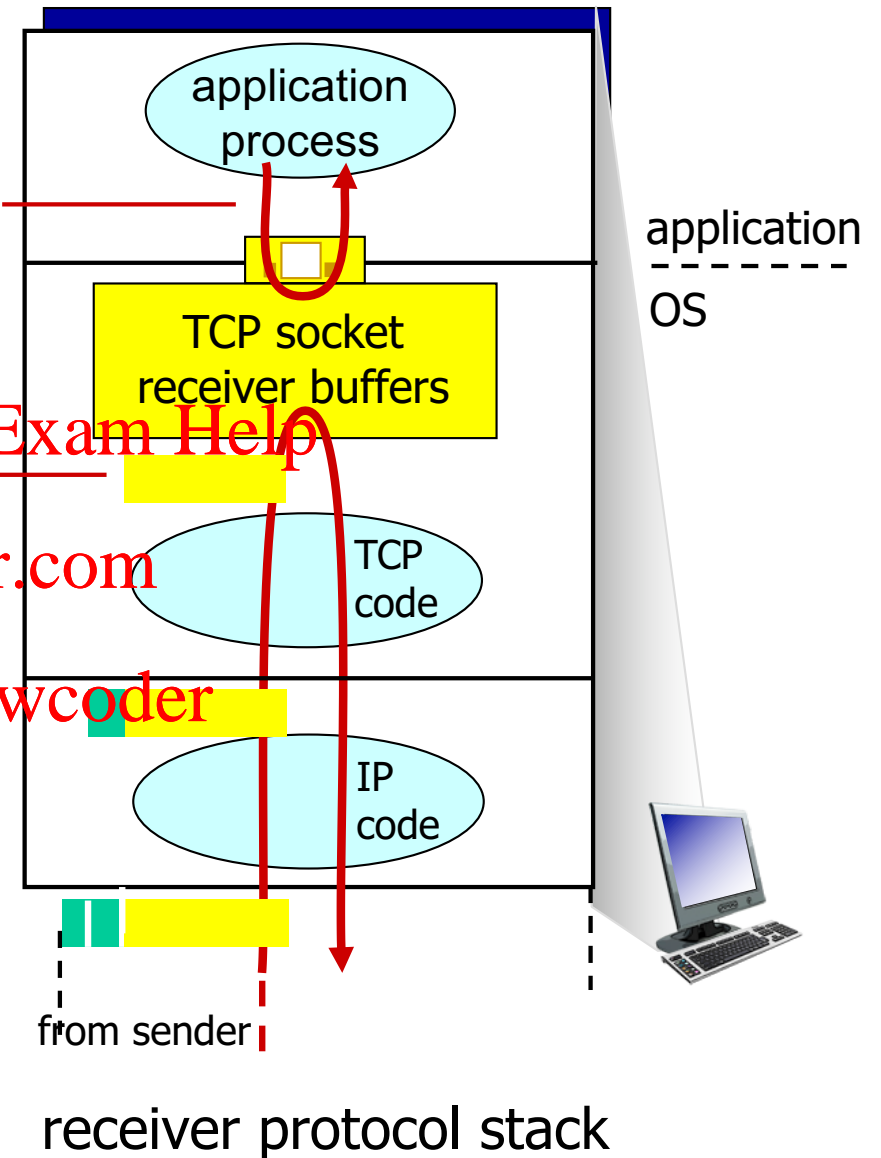 application
process
application
OS
TCP socket
receiver buffers
Exam Help
TCP
code
r.com
wcoder
IP
code
from sender
receiver protocol stack